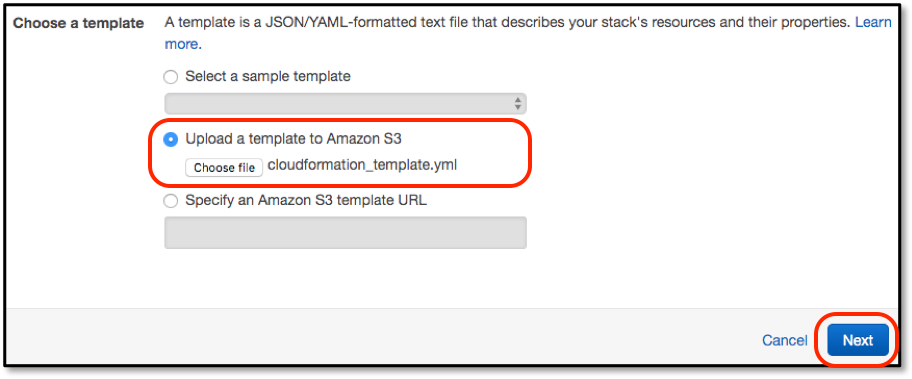 Choose a template A template is a JSON/YAML-formatted text file that describes your stack's resources and their properties. Learn
more.
Select a sample template
Upload a template to Amazon S3
Choose file cloudformation_template.yml
Specify an Amazon S3 template URL
Cancel Next